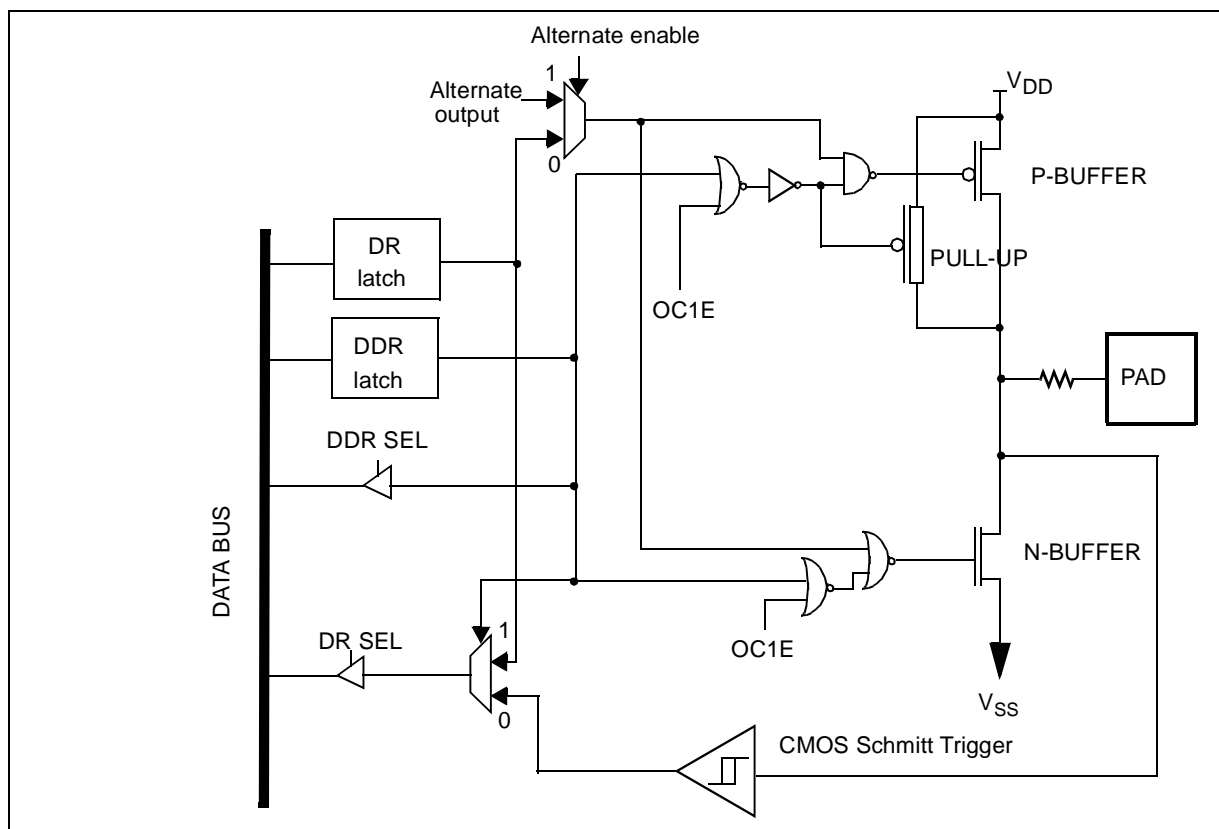 Alternate enable
1
Alternate
output
0
VDD
P-BUFFER
DR
latch
PULL-UP
OC1E
DDR
latch
PAD
DDR SEL
DATA BUS
N-BUFFER
1
DR SEL
OC1E
0
VSS
CMOS Schmitt Trigger